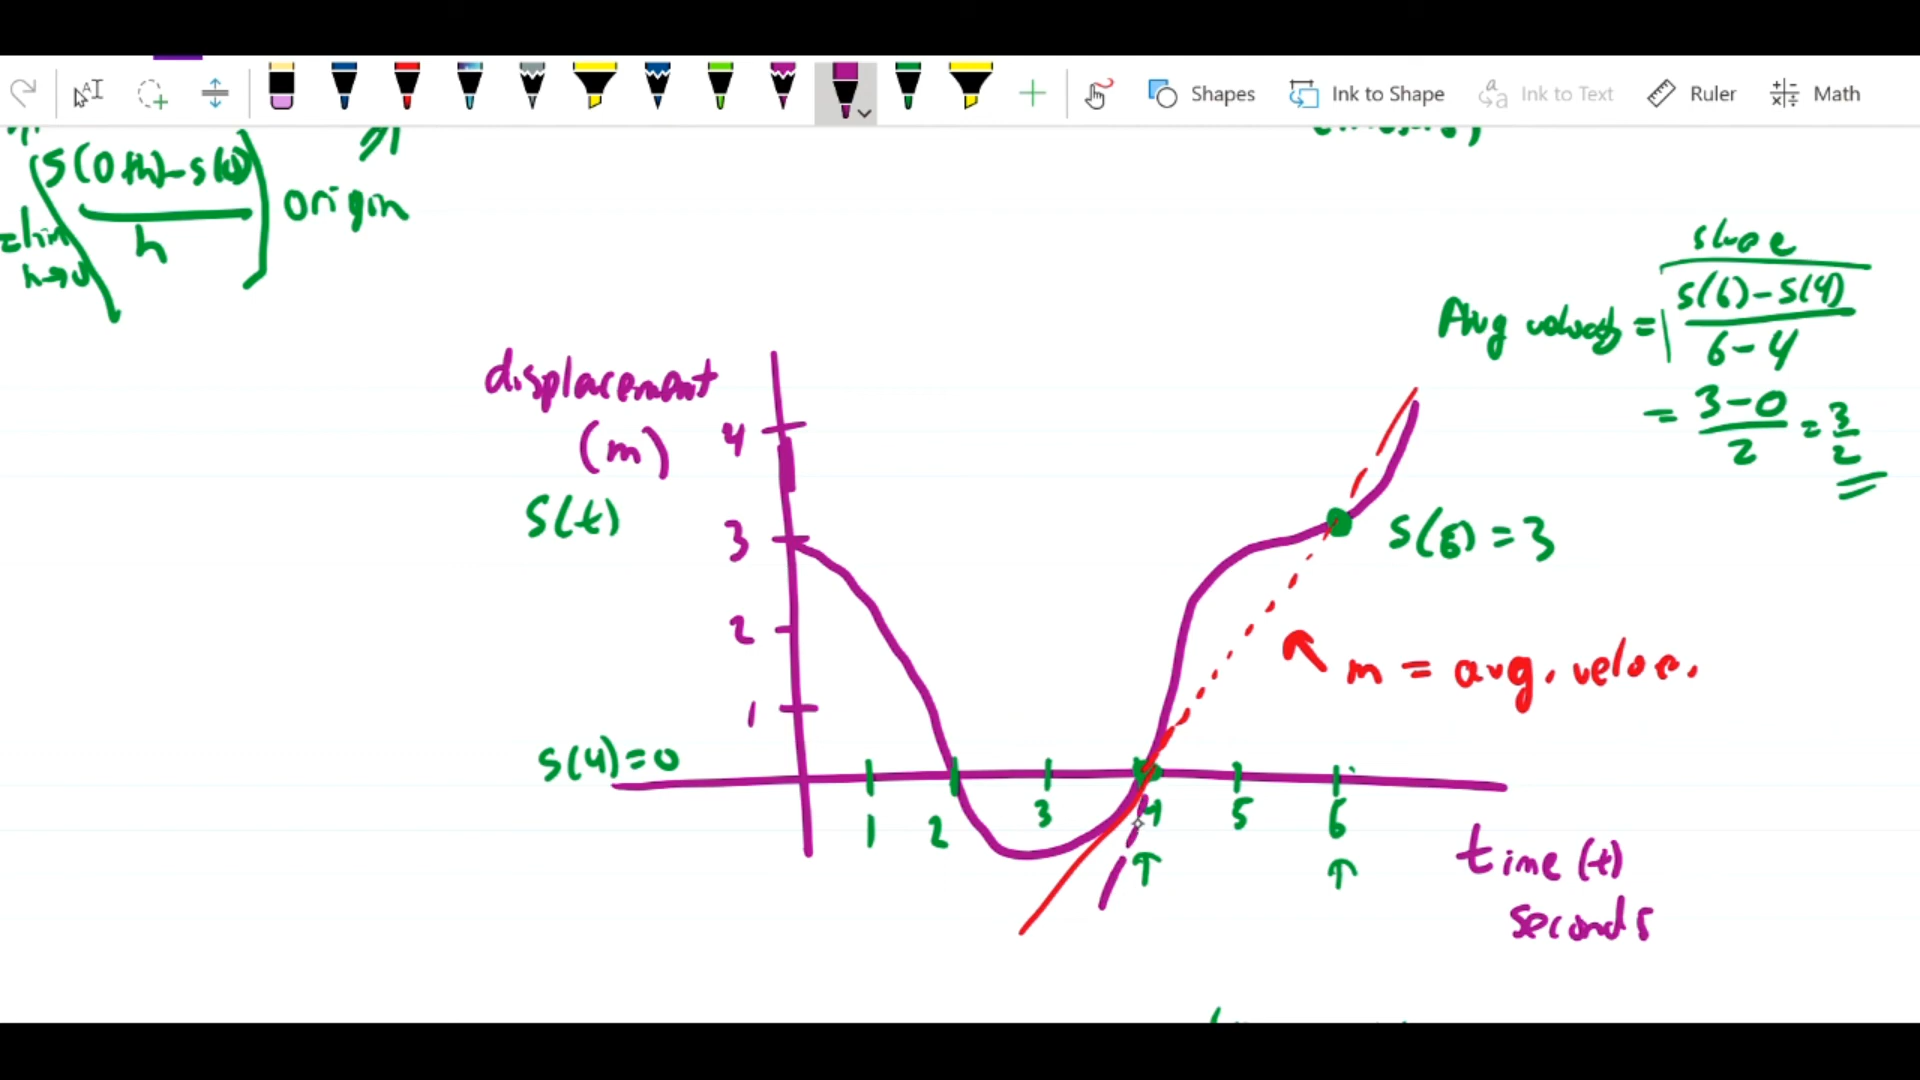 Shapes
Ink to Shape
Ink to Text
Ruler
Math
S(0+h)-S(0)
h
=lim
h→0
origin
slope
Avg velocity =
S(6)-S(4)
6-4
= 3-0
2
= 3
2
displacement
(m)
S(t)
4
3
2
1
S(6)=3
m = avg. veloc.
S(4)=0
1
2
3
4
5
6
time (t)
seconds